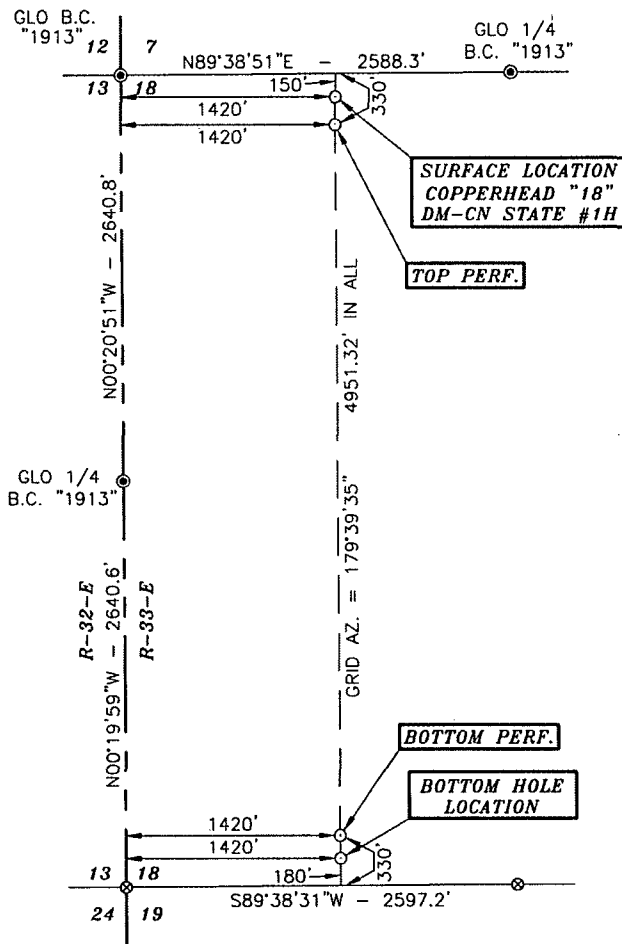 GLO B.C.
"1913"
12 7
GLO 1/4
B.C. "1913"
N89°38'51"E - 2588.3'
13 18
150'
330'
1420'
1420'
SURFACE LOCATION
COPPERHEAD "18"
DM-CN STATE #1H
TOP PERF.
N00°20'51"W - 2640.8'
4951.32' IN ALL
GLO 1/4
B.C. "1913"
R-32-E
R-33-E
N00°19'59"W - 2640.6'
GRID AZ. = 179°39'35"
BOTTOM PERF.
BOTTOM HOLE
LOCATION
1420'
1420'
330'
180'
13 18
24 19
S89°38'31"W - 2597.2'